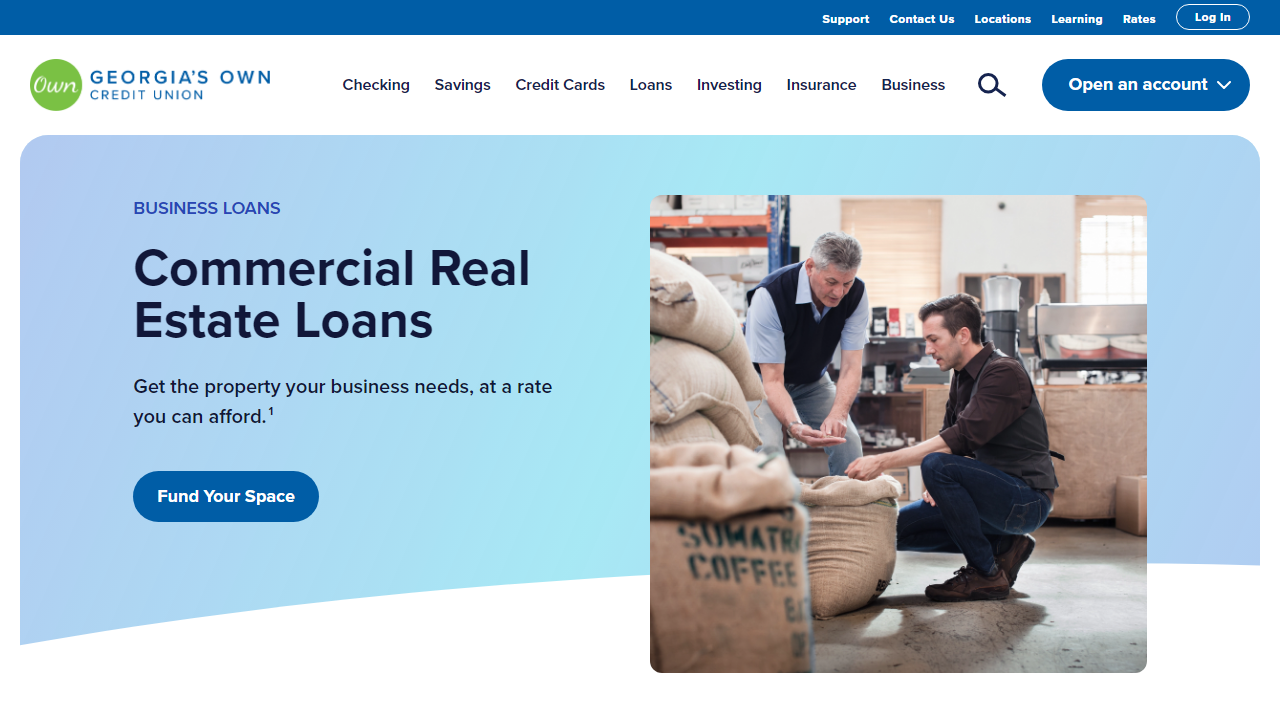 Support Contact Us Locations Learning Rates Log In
Own GEORGIA'S OWN
CREDIT UNION
Checking Savings Credit Cards Loans Investing Insurance Business Open an account
BUSINESS LOANS
Commercial Real
Estate Loans
Get the property your business needs, at a rate
you can afford.¹
Fund Your Space
SUMATRA
COFFEE